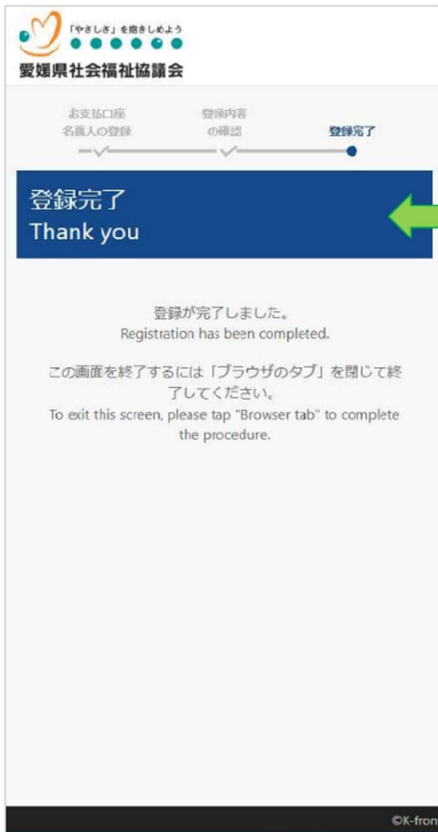 「やさしさ」を抱きしめよう
愛媛県社会福祉協議会
お支払口座
名義人の登録
登録内容
の確認
登録完了
登録完了
Thank you
登録が完了しました。
Registration has been completed.
この画面を終了するには「ブラウザのタブ」を閉じて終
了してください。
To exit this screen, please tap "Browser tab" to complete
the procedure.
©K-fron